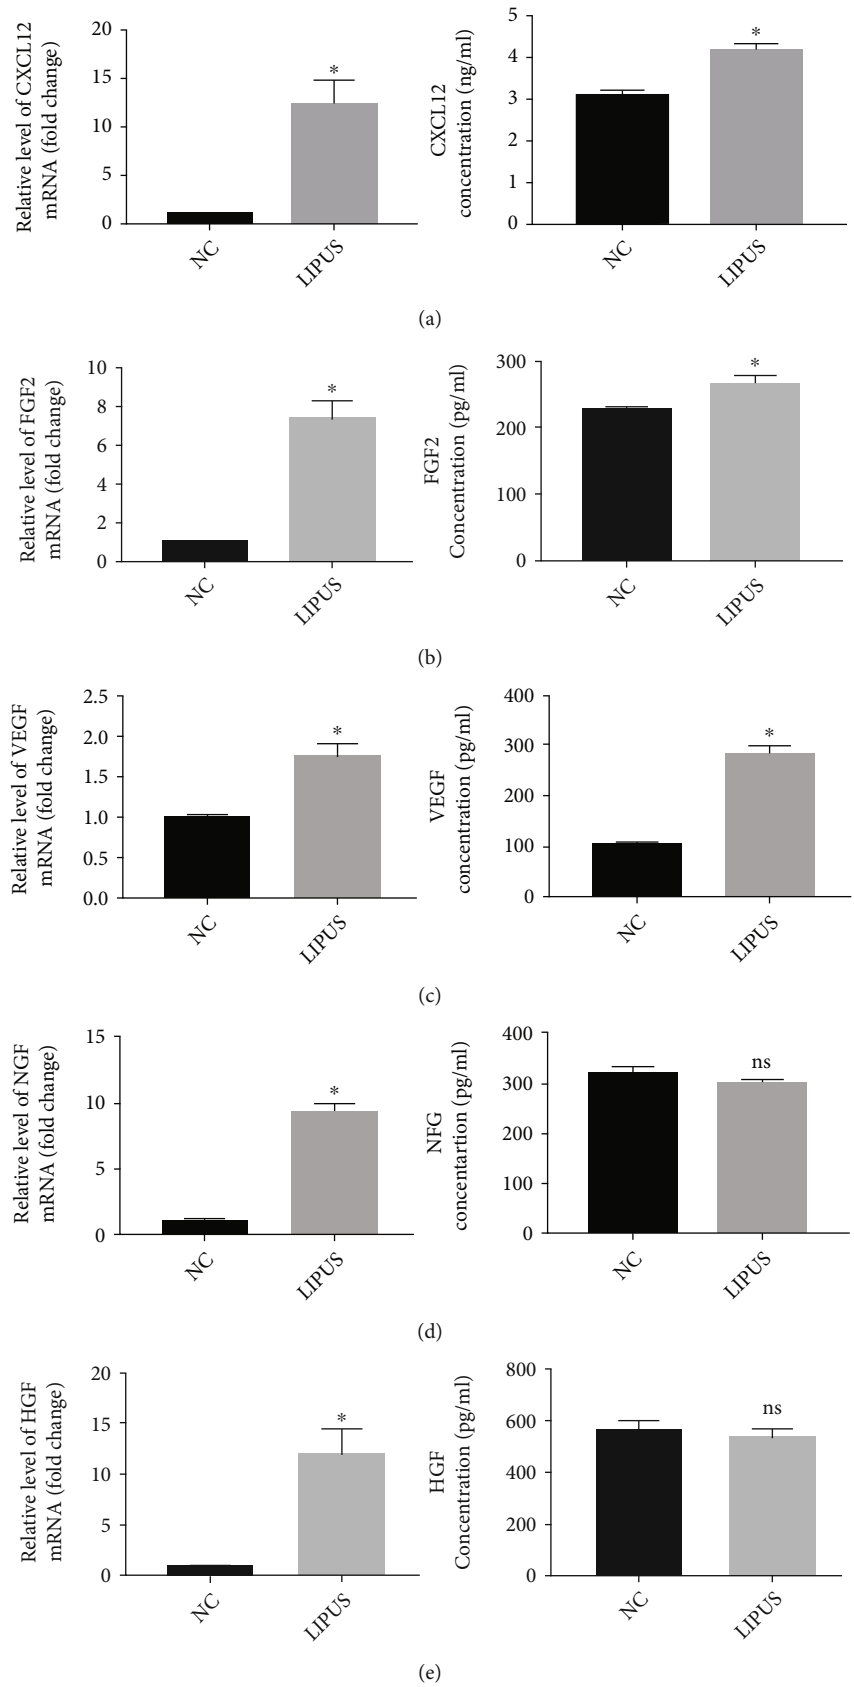 Relative level of CXCL12
mRNA (fold change)
20
15
10
5
0
*
NC
LIPUS
CXCL12
concentration (ng/ml)
5
4
3
2
1
0
*
NC
LIPUS
(a)
Relative level of FGF2
mRNA (fold change)
10
8
6
4
2
0
*
NC
LIPUS
FGF2
Concentration (pg/ml)
300
200
100
0
*
NC
LIPUS
(b)
Relative level of VEGF
mRNA (fold change)
2.5
2.0
1.5
1.0
0.5
0.0
*
NC
LIPUS
VEGF
concentration (pg/ml)
400
300
200
100
0
*
NC
LIPUS
(c)
Relative level of NGF
mRNA (fold change)
15
10
5
0
*
NC
LIPUS
NFG
concentartion (pg/ml)
400
300
200
100
0
ns
NC
LIPUS
(d)
Relative level of HGF
mRNA (fold change)
20
15
10
5
0
*
NC
LIPUS
HGF
Concentration (pg/ml)
800
600
400
200
0
ns
NC
LIPUS
(e)